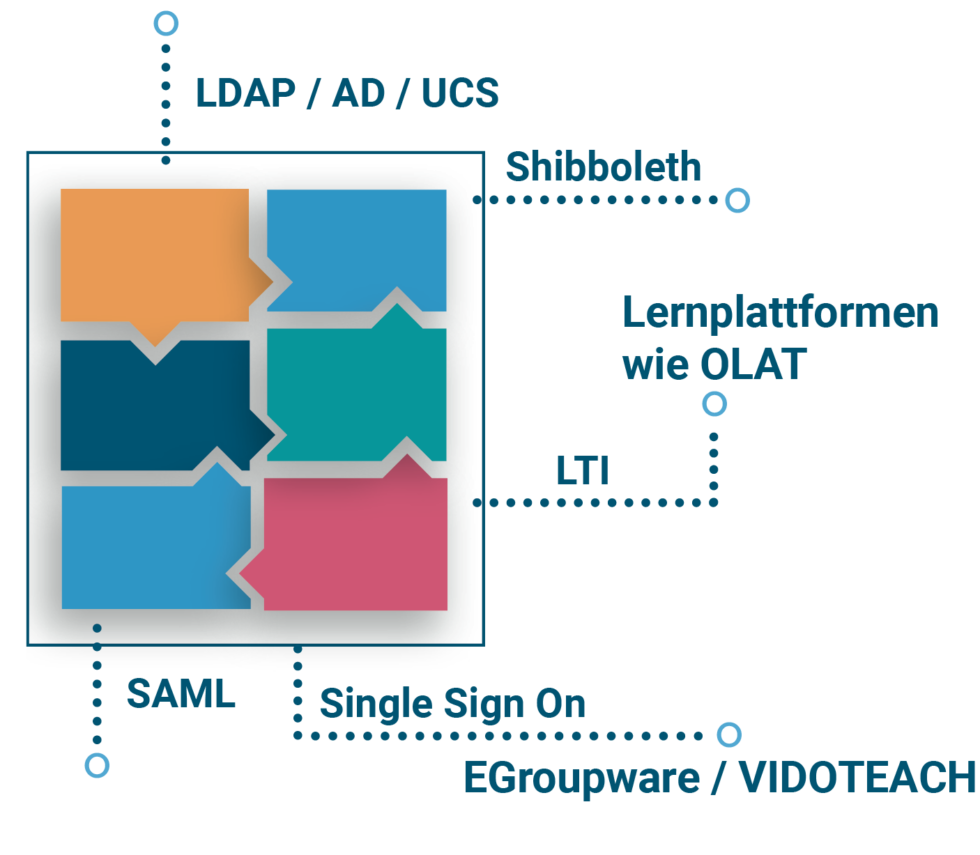 LDAP / AD / UCS
Shibboleth
Lernplattformen
wie OLAT
LTI
SAML
Single Sign On
EGroupware / VIDOTEACH